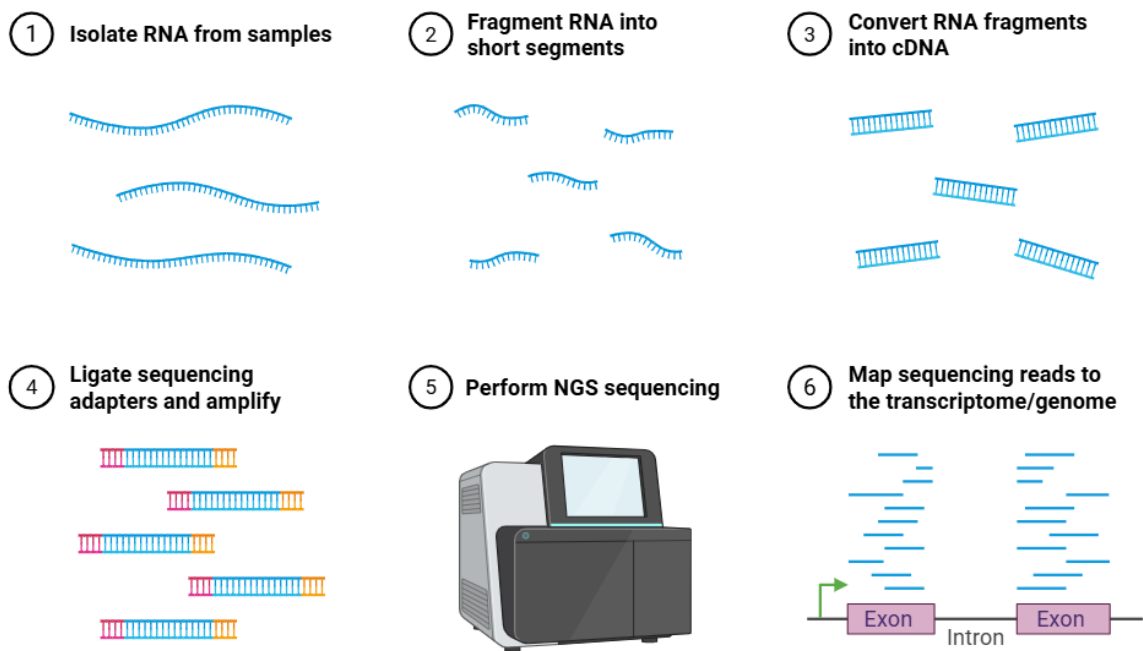 1 Isolate RNA from samples
2 Fragment RNA into
short segments
3 Convert RNA fragments
into cDNA
4 Ligate sequencing
adapters and amplify
5 Perform NGS sequencing
6 Map sequencing reads to
the transcriptome/genome
Exon
Intron
Exon